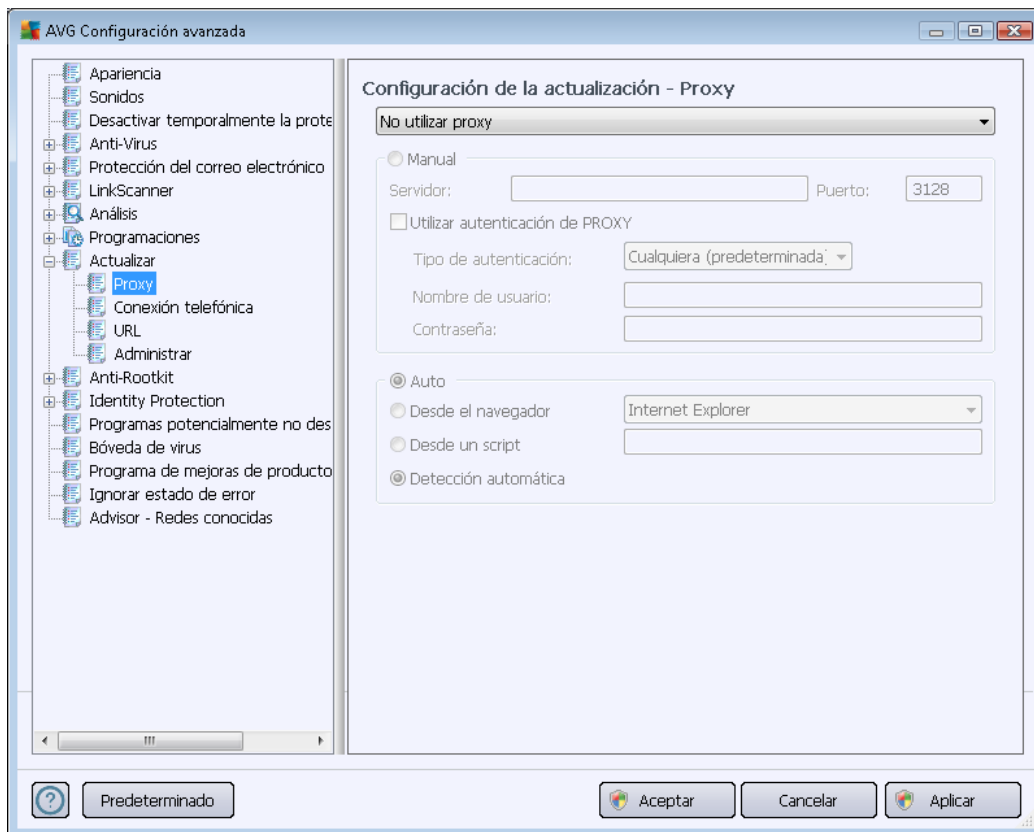 AVG Configuración avanzada
Apariencia
Sonidos
Desactivar temporalmente la prote
Anti-Virus
Protección del correo electrónico
LinkScanner
Análisis
Programaciones
Actualizar
Proxy
Conexión telefónica
URL
Administrar
Anti-Rootkit
Identity Protection
Programas potencialmente no des
Bóveda de virus
Programa de mejoras de producto
Ignorar estado de error
Advisor - Redes conocidas
Configuración de la actualización - Proxy
No utilizar proxy
Manual
Servidor: Puerto: 3128
Utilizar autenticación de PROXY
Tipo de autenticación: Cualquiera (predeterminada)
Nombre de usuario:
Contraseña:
Auto
Desde el navegador Internet Explorer
Desde un script
Detección automática
Predeterminado Aceptar Cancelar Aplicar